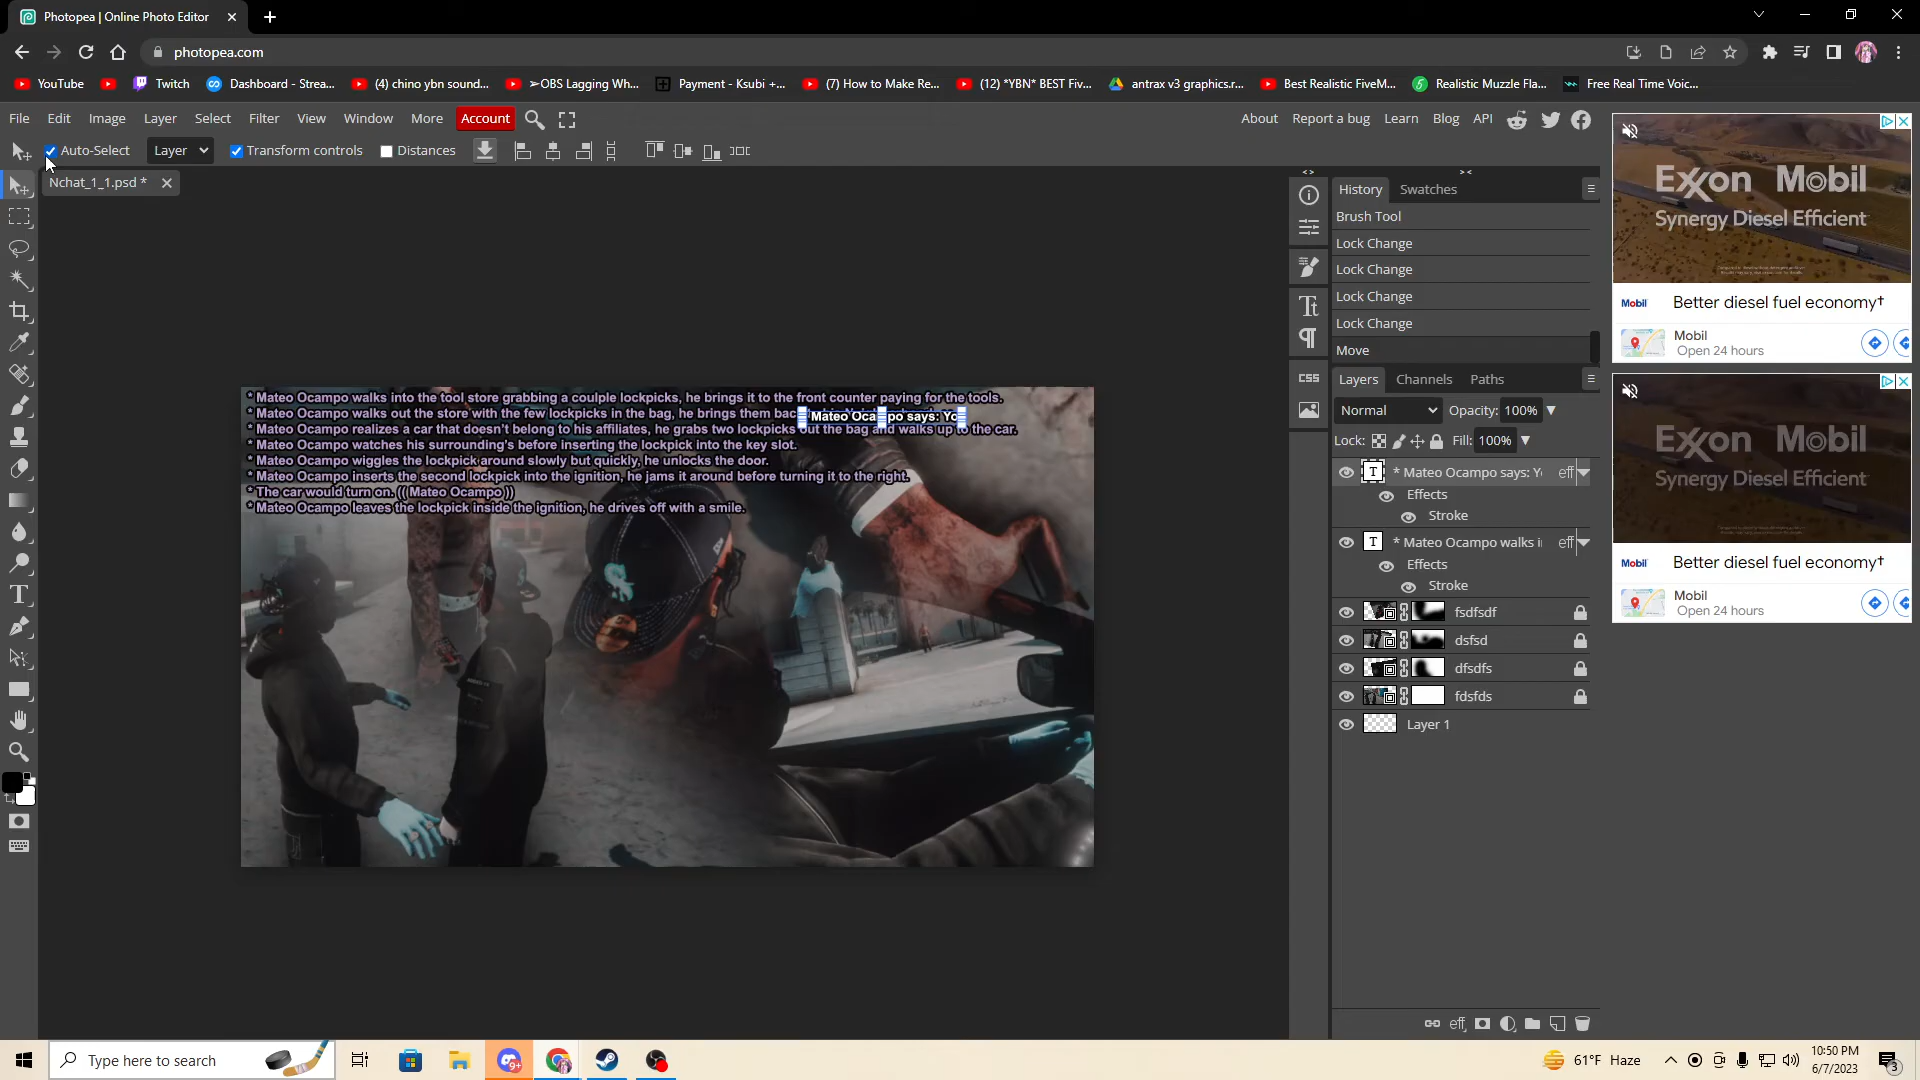 Photopea | Online Photo Editor
photopea.com
YouTube
Twitch
Dashboard - Strea...
(4) chino ybn sound...
➢OBS Lagging Wh...
Payment - Ksubi +...
(7) How to Make Re...
(12) *YBN* BEST Fiv...
antrax v3 graphics.r...
Best Realistic FiveM...
Realistic Muzzle Fla...
Free Real Time Voic...
File Edit Image Layer Select Filter View Window More Account
About Report a bug Learn Blog API
Auto-Select Layer Transform controls Distances
Nchat_1_1.psd *
* Mateo Ocampo walks into the tool store grabbing a coulple lockpicks, he brings it to the front counter paying for the tools.
* Mateo Ocampo walks out the store with the few lockpicks in the bag, he brings them bac
Mateo Ocampo says: Yo
* Mateo Ocampo realizes a car that doesn't belong to his affiliates, he grabs two lockpicks out the bag and walks up to the car.
* Mateo Ocampo watches his surrounding's before inserting the lockpick into the key slot.
* Mateo Ocampo wiggles the lockpick around slowly but quickly, he unlocks the door.
* Mateo Ocampo inserts the second lockpick into the ignition, he jams it around before turning it to the right.
* The car would turn on. (((Mateo Ocampo ))
* Mateo Ocampo leaves the lockpick inside the ignition, he drives off with a smile.
History Swatches
Brush Tool
Lock Change
Lock Change
Lock Change
Lock Change
Move
Layers Channels Paths
Normal Opacity: 100%
Lock: Fill: 100%
* Mateo Ocampo says: Y eff
Effects
Stroke
* Mateo Ocampo walks i eff
Effects
Stroke
fsdfsdf
dsfsd
dfsdfs
fdsfds
Layer 1
CSS
eff
Exxon Mobil
Synergy Diesel Efficient
Mobil Better diesel fuel economy†
Mobil
Open 24 hours
Exxon Mobil
Synergy Diesel Efficient
Mobil Better diesel fuel economy†
Mobil
Open 24 hours
Type here to search
9+
61°F Haze
10:50 PM
6/7/2023
3